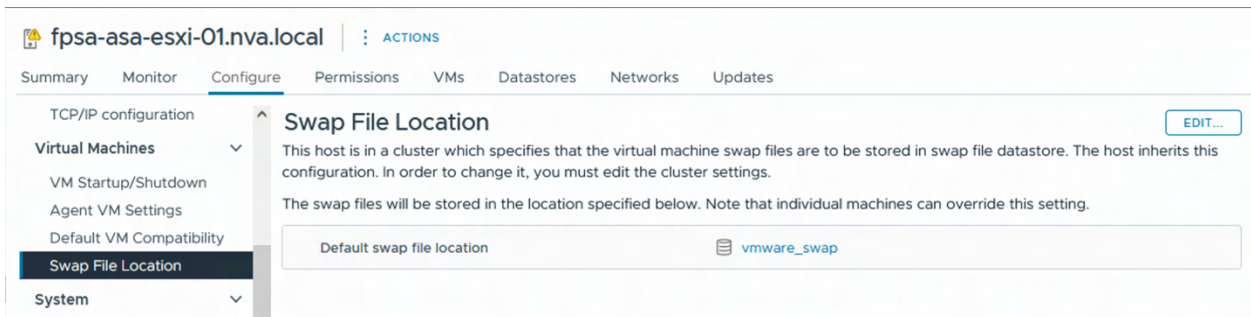 fpsa-asa-esxi-01.nva.local
ACTIONS
Summary Monitor Configure Permissions VMs Datastores Networks Updates
TCP/IP configuration
Virtual Machines
VM Startup/Shutdown
Agent VM Settings
Default VM Compatibility
Swap File Location
System
Swap File Location
EDIT...
This host is in a cluster which specifies that the virtual machine swap files are to be stored in swap file datastore. The host inherits this
configuration. In order to change it, you must edit the cluster settings.
The swap files will be stored in the location specified below. Note that individual machines can override this setting.
Default swap file location vmware_swap